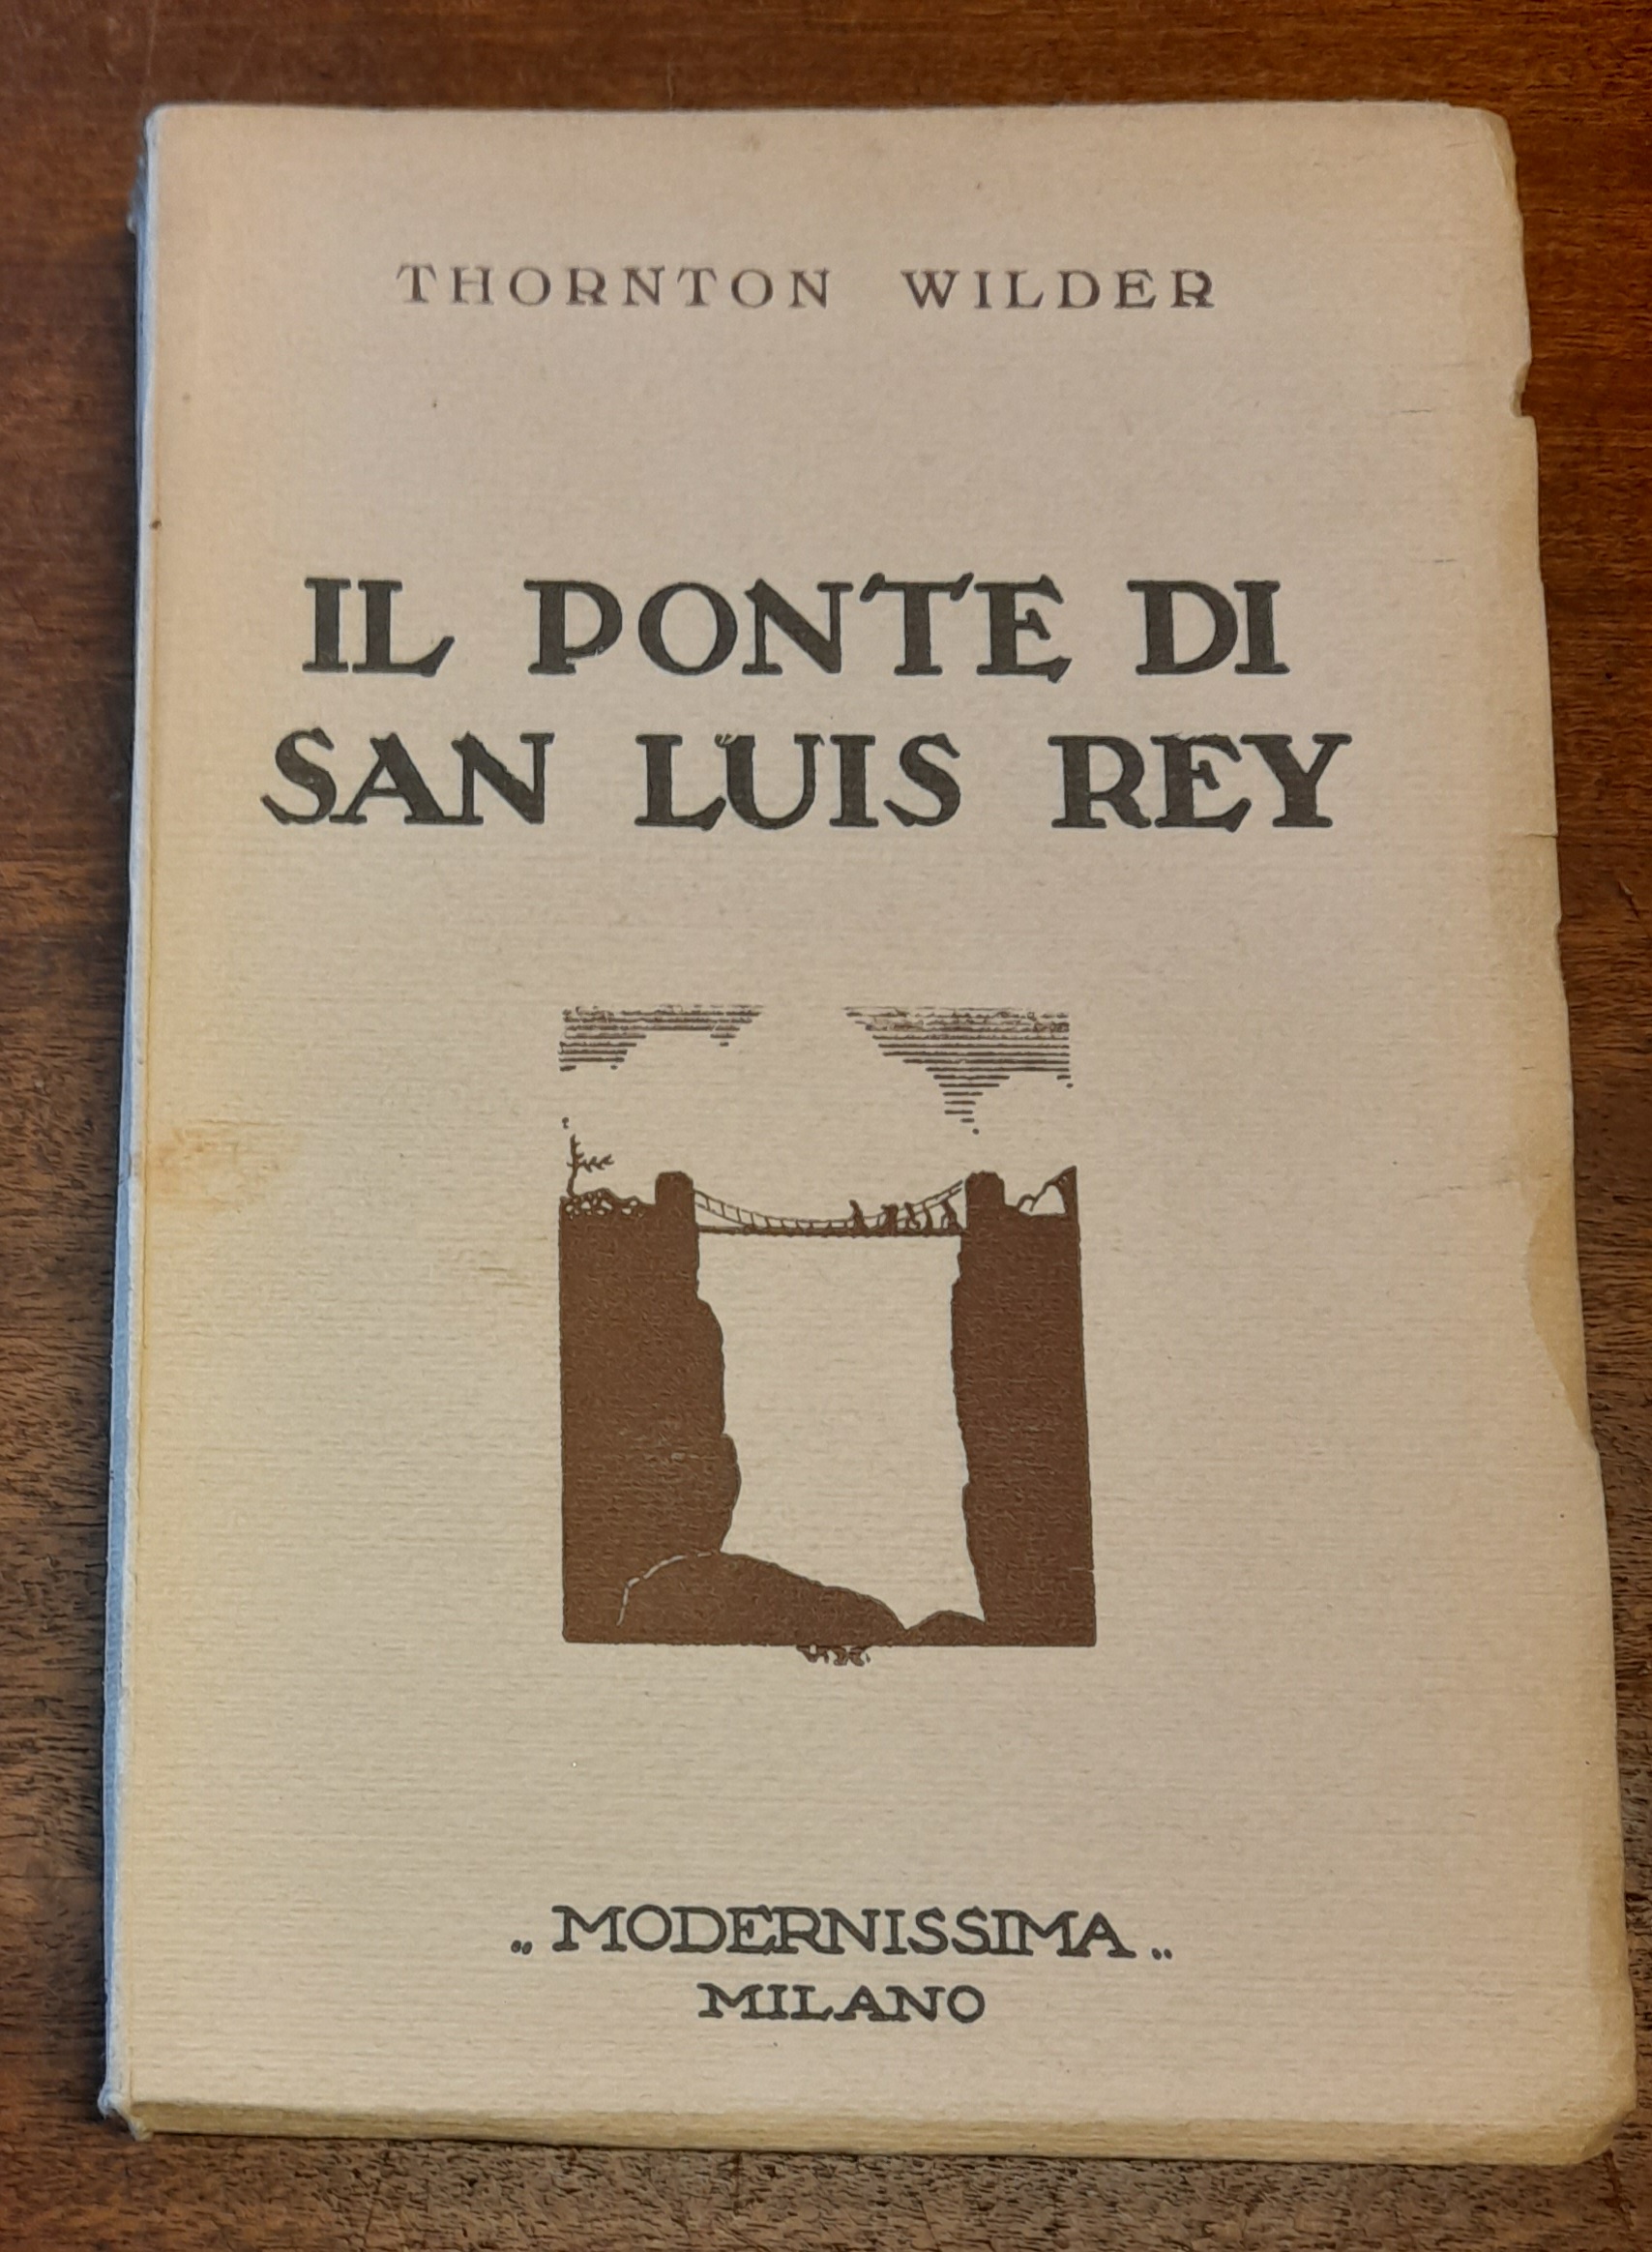 THORNTON WILDER
IL PONTE DI
SAN LUIS REY
„MODERNISSIMA„
MILANO